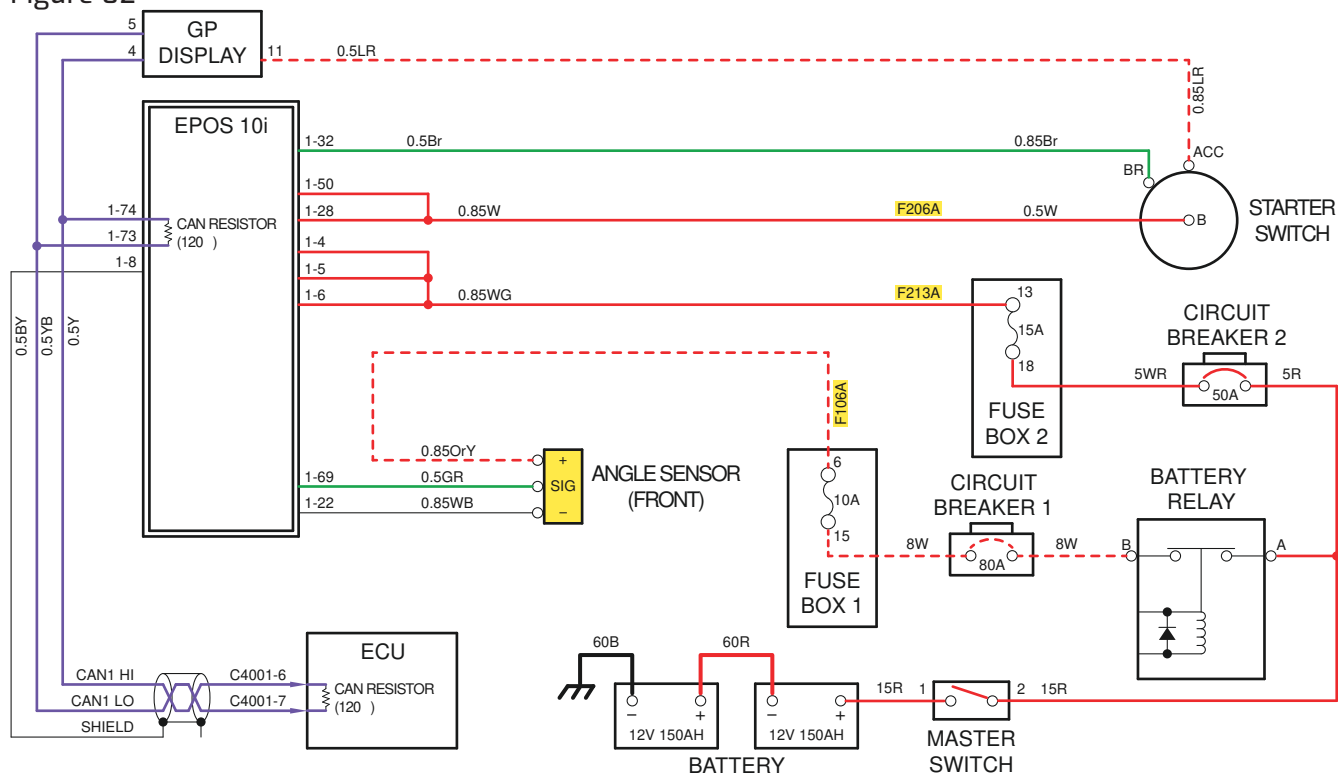 Figure 62
5
GP
DISPLAY
4
11
0.5LR
0.85LR
EPOS 10i
1-32
0.5Br
0.85Br
BR
ACC
1-50
1-28
0.85W
F206A
0.5W
B
STARTER
SWITCH
1-74
CAN RESISTOR
(120 )
1-73
1-8
1-4
1-5
1-6
0.85WG
F213A
13
15A
18
FUSE
BOX 2
CIRCUIT
BREAKER 2
5WR
50A
5R
0.5BY
0.5YB
0.5Y
F106A
0.85OrY
+
1-69
0.5GR
SIG
1-22
0.85WB
–
ANGLE SENSOR
(FRONT)
6
10A
15
FUSE
BOX 1
CIRCUIT
BREAKER 1
8W
80A
8W
BATTERY
RELAY
B
A
ECU
CAN1 HI
C4001-6
CAN RESISTOR
(120 )
CAN1 LO
C4001-7
SHIELD
60B
60R
–
+
12V 150AH
–
+
12V 150AH
BATTERY
15R
1
2
15R
MASTER
SWITCH